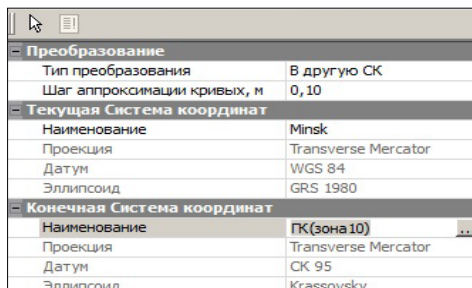 Преобразование
Тип преобразования В другую СК
Шаг аппроксимации кривых, м 0,10
Текущая Система координат
Наименование Minsk
Проекция Transverse Mercator
Датум WGS 84
Эллипсоид GRS 1980
Конечная Система координат
Наименование ПК(зона10) ...
Проекция Transverse Mercator
Датум СК 95
Эллипсоид Krassovsky